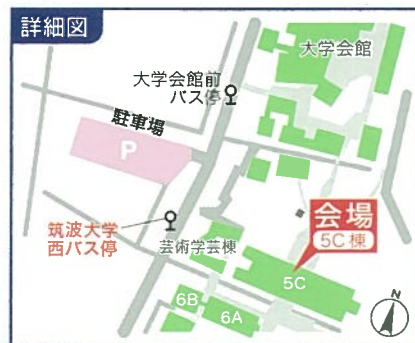 詳細図
大学会館
大学会館前
バス停
駐車場
P
会場
5C棟
筑波大学
西バス停
芸術学芸棟
5C
6B
6A
N